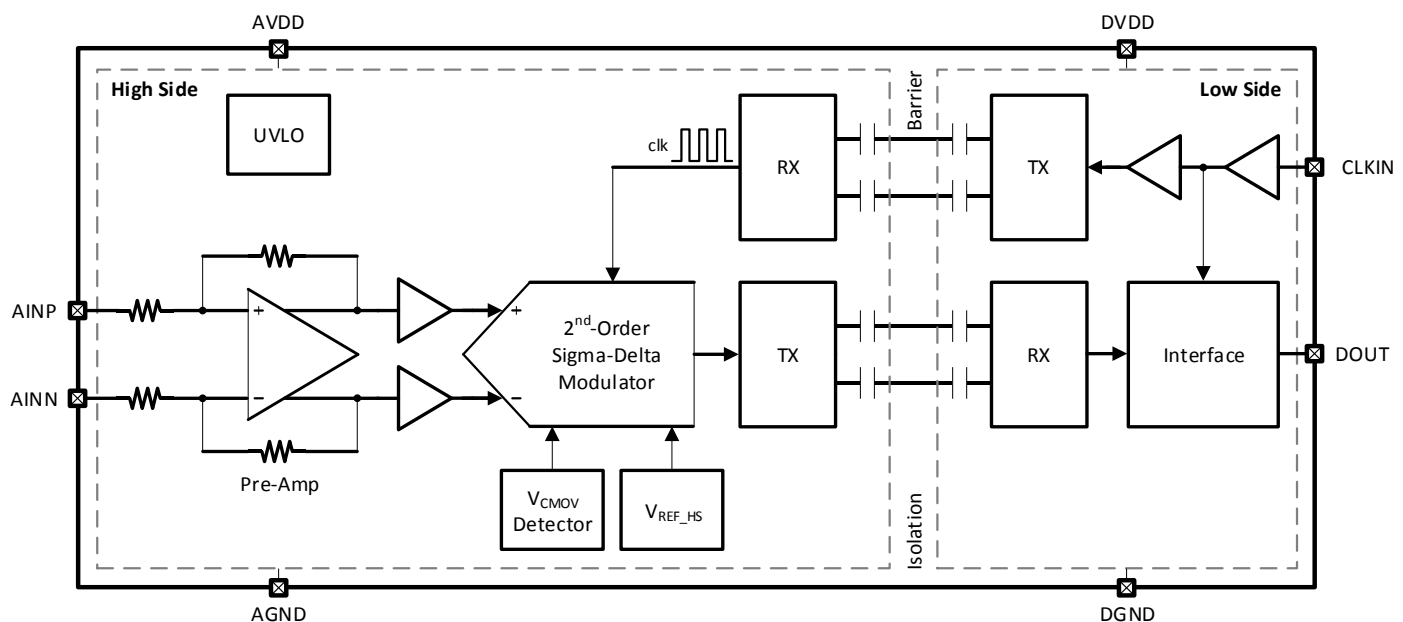 AVDD
DVDD
High Side
Low Side
UVLO
clk
RX
Barrier
TX
CLKIN
AINP
+
+
2nd-Order
Sigma-Delta
Modulator
TX
RX
Interface
DOUT
AINN
−
−
Pre-Amp
VCMOV
Detector
VREF_HS
Isolation
AGND
DGND